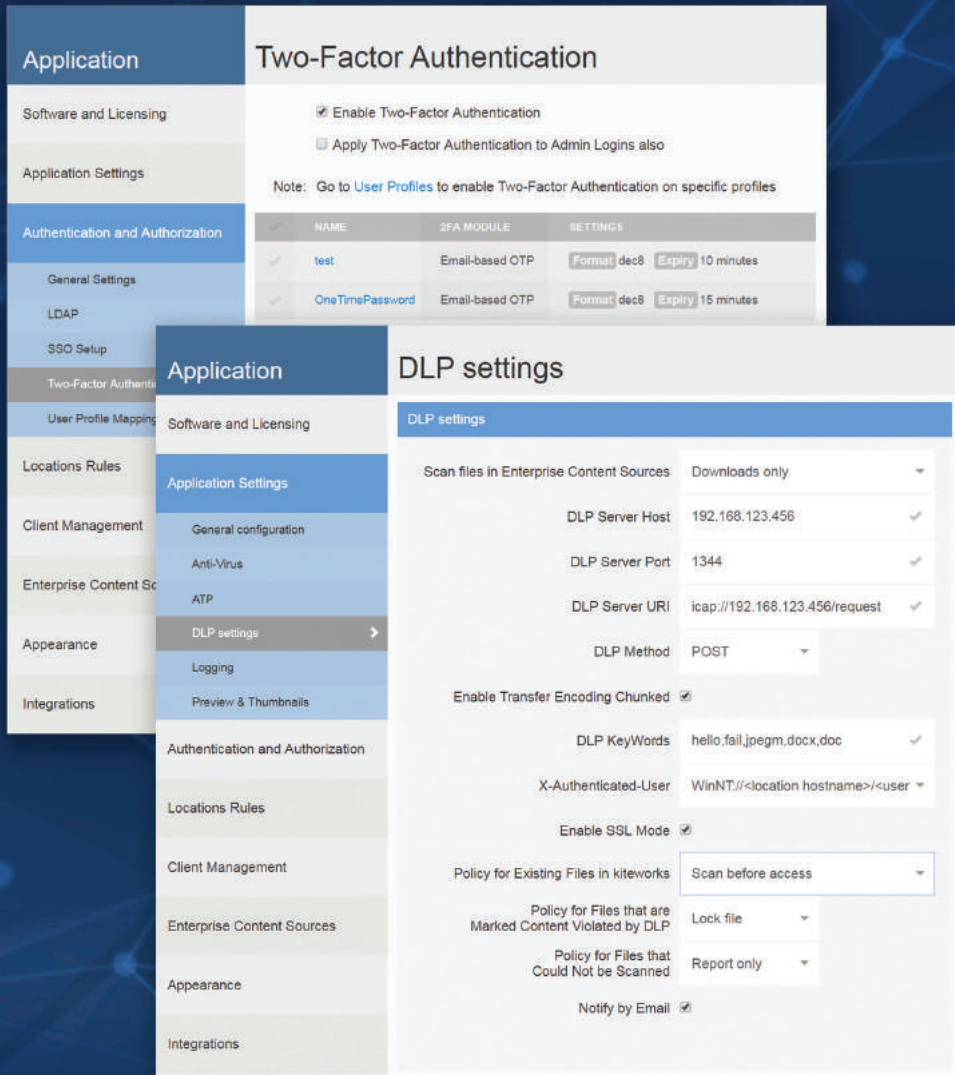 Application
Two-Factor Authentication
Software and Licensing
Enable Two-Factor Authentication
Apply Two-Factor Authentication to Admin Logins also
Application Settings
Note: Go to User Profiles to enable Two-Factor Authentication on specific profiles
Authentication and Authorization
NAME 2FA MODULE SETTINGS
test Email-based OTP Format dec8 Expiry 10 minutes
OneTimePassword Email-based OTP Format dec8 Expiry 15 minutes
General Settings
LDAP
SSO Setup
Two-Factor Authenti
User Profile Mapping
Locations Rules
Client Management
Enterprise Content So
Appearance
Integrations
Application
DLP settings
Software and Licensing
Application Settings
General configuration
Anti-Virus
ATP
DLP settings
Logging
Preview & Thumbnails
Authentication and Authorization
Locations Rules
Client Management
Enterprise Content Sources
Appearance
Integrations
DLP settings
Scan files in Enterprise Content Sources Downloads only
DLP Server Host 192.168.123.456
DLP Server Port 1344
DLP Server URI icap://192.168.123.456/request
DLP Method POST
Enable Transfer Encoding Chunked
DLP KeyWords hello,fail,jpegm,docx,doc
X-Authenticated-User WinNT://<location hostname>/<user
Enable SSL Mode
Policy for Existing Files in kiteworks Scan before access
Policy for Files that are
Marked Content Violated by DLP Lock file
Policy for Files that
Could Not be Scanned Report only
Notify by Email